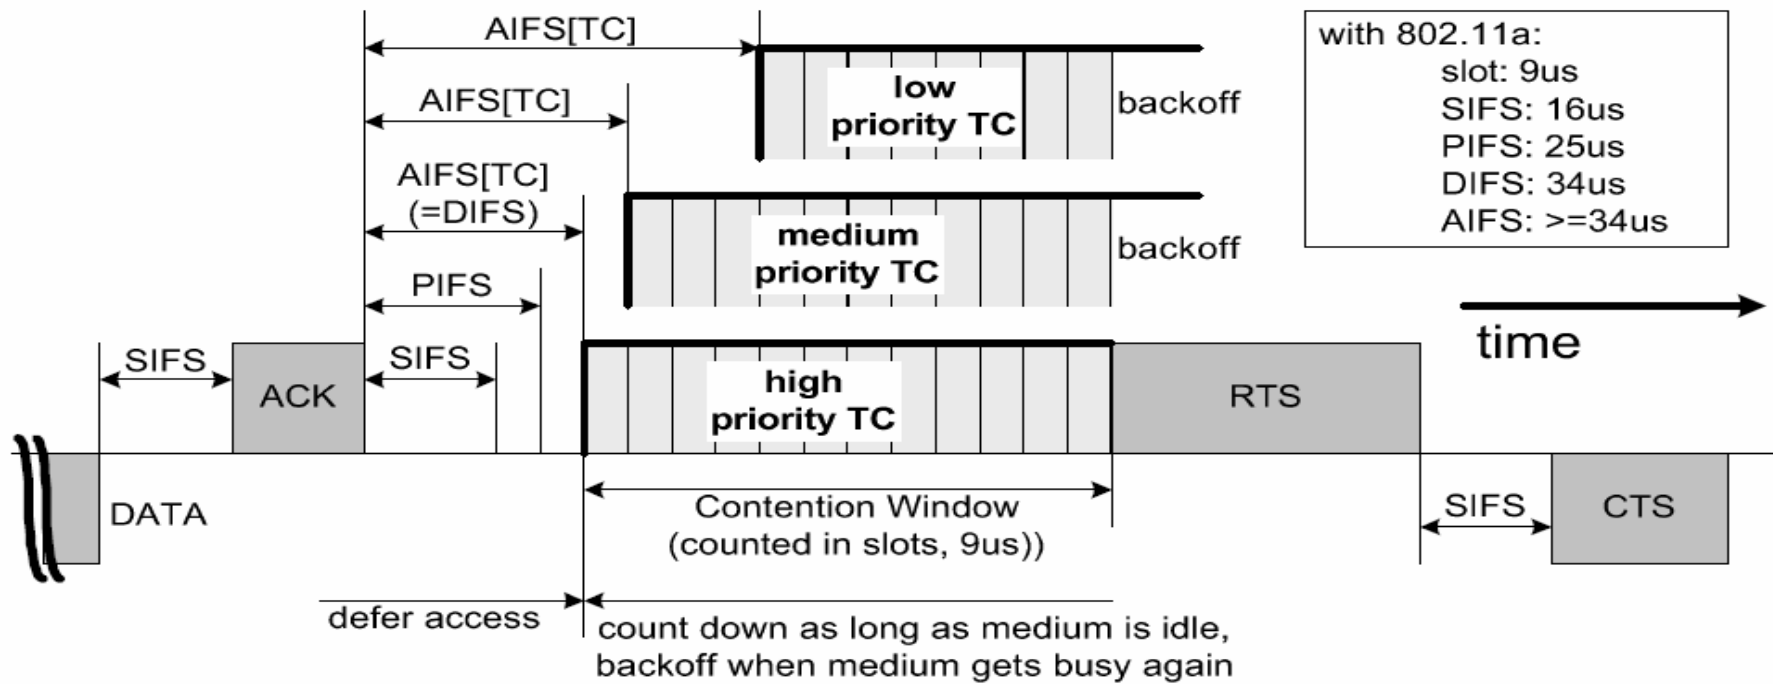 AIFS[TC]
AIFS[TC]
AIFS[TC]
(=DIFS)
PIFS
SIFS
ACK
SIFS
DATA
low
priority TC
backoff
medium
priority TC
backoff
high
priority TC
RTS
with 802.11a:
slot: 9us
SIFS: 16us
PIFS: 25us
DIFS: 34us
AIFS: >=34us
time
Contention Window
(counted in slots, 9us))
SIFS
CTS
defer access
count down as long as medium is idle,
backoff when medium gets busy again